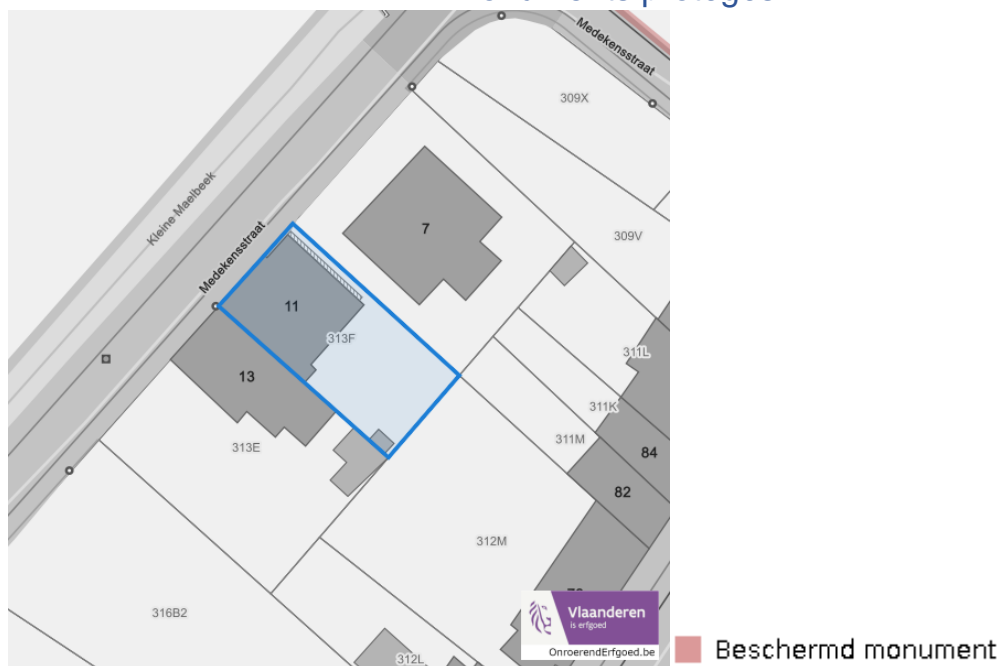 Medekensstraat
309X
Kleine Maelbeek
7
309V
Medekensstraat
11
313F
311L
13
311K
313E
311M
84
82
312M
Vlaanderen
is erfgoed
OnroerendErfgoed.be
316B2
312L
Beschermd monument